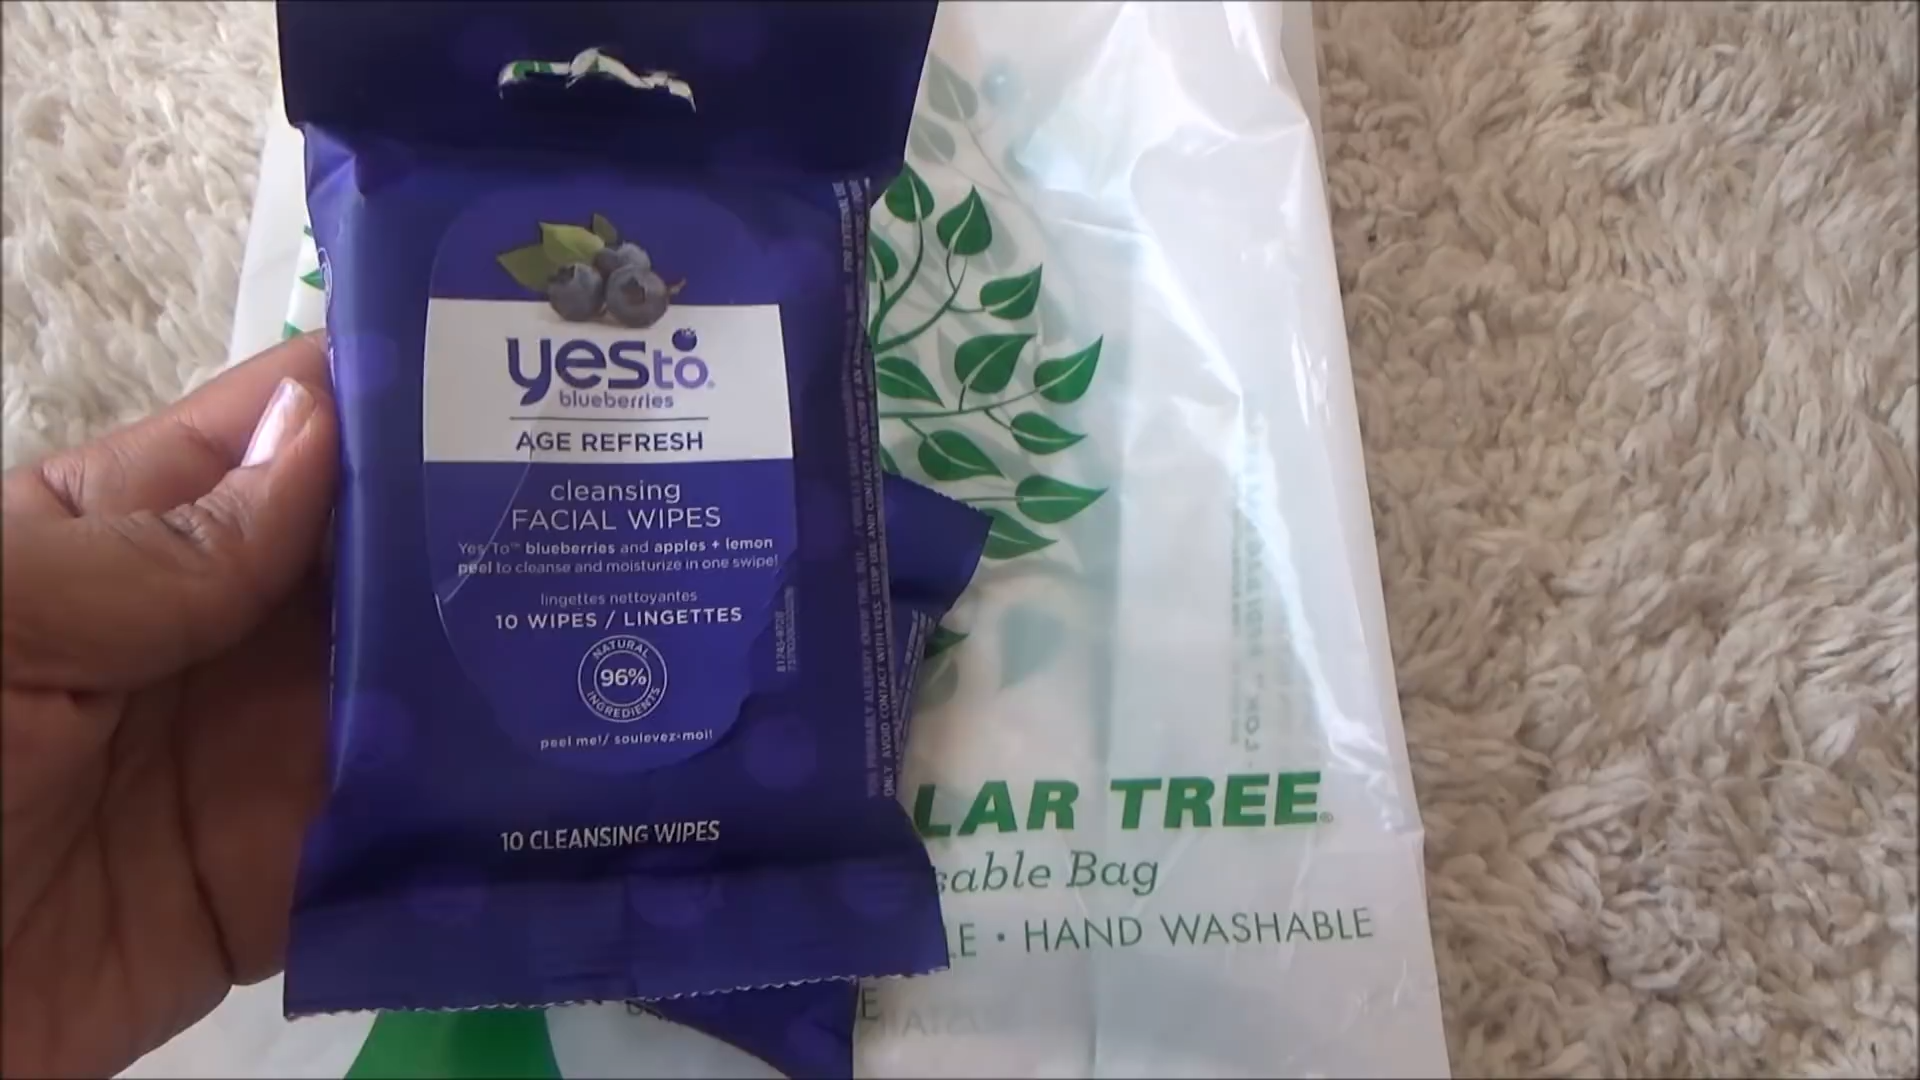 yesto
blueberries
AGE REFRESH
cleansing
FACIAL WIPES
Yes To™ blueberries and apples + lemon
peel to cleanse and moisturize in one swipe!
lingettes nettoyantes
10 WIPES / LINGETTES
NATURAL
96%
INGREDIENTS
peel me!/ soulevez-moi!
10 CLEANSING WIPES
LAR TREE®
sable Bag
LE • HAND WASHABLE